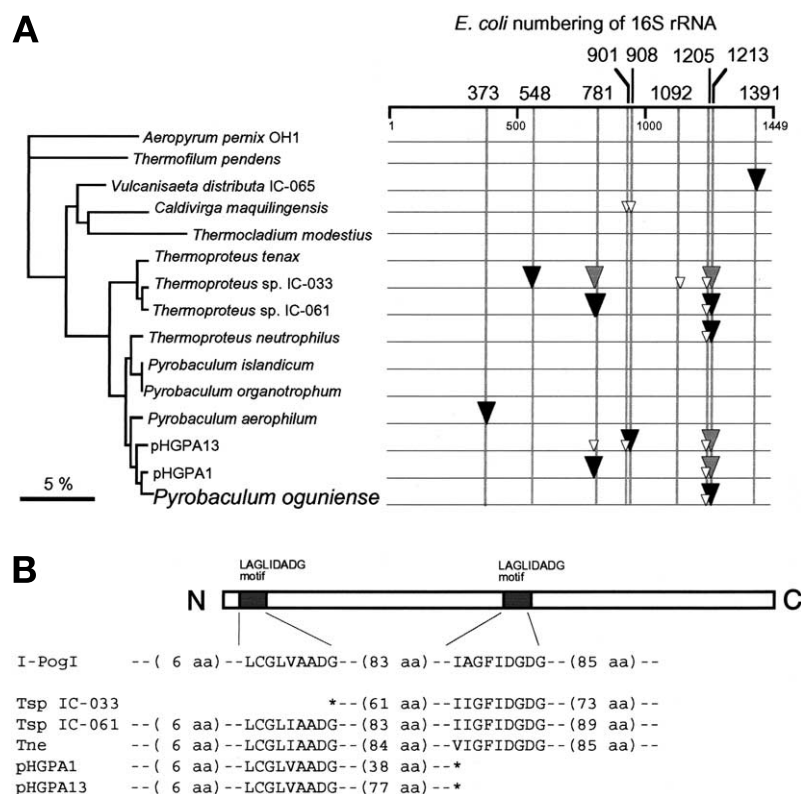 A
E. coli numbering of 16S rRNA
901 908 1205 1213
373 548 781 1092 1391
1 500 1000 1449
Aeropyrum pernix OH1
Thermofilum pendens
Vulcanisaeta distributa IC-065
Caldivirga maquilingensis
Thermocladium modestius
Thermoproteus tenax
Thermoproteus sp. IC-033
Thermoproteus sp. IC-061
Thermoproteus neutrophilus
Pyrobaculum islandicum
Pyrobaculum organotrophum
Pyrobaculum aerophilum
pHGPA13
pHGPA1
Pyrobaculum oguniense
5 %
B
LAGLIDADG LAGLIDADG
motif motif
N C
I-PogI --( 6 aa)--LCGLVAADG--(83 aa)--IAGFIDGDG--(85 aa)--
Tsp IC-033 *--(61 aa)--IIGFIDGDG--(73 aa)--
Tsp IC-061 --( 6 aa)--LCGLIAADG--(83 aa)--IIGFIDGDG--(89 aa)--
Tne --( 6 aa)--LCGLIAADG--(84 aa)--VIGFIDGDG--(85 aa)--
pHGPA1 --( 6 aa)--LCGLVAADG--(38 aa)--*
pHGPA13 --( 6 aa)--LCGLVAADG--(77 aa)--*